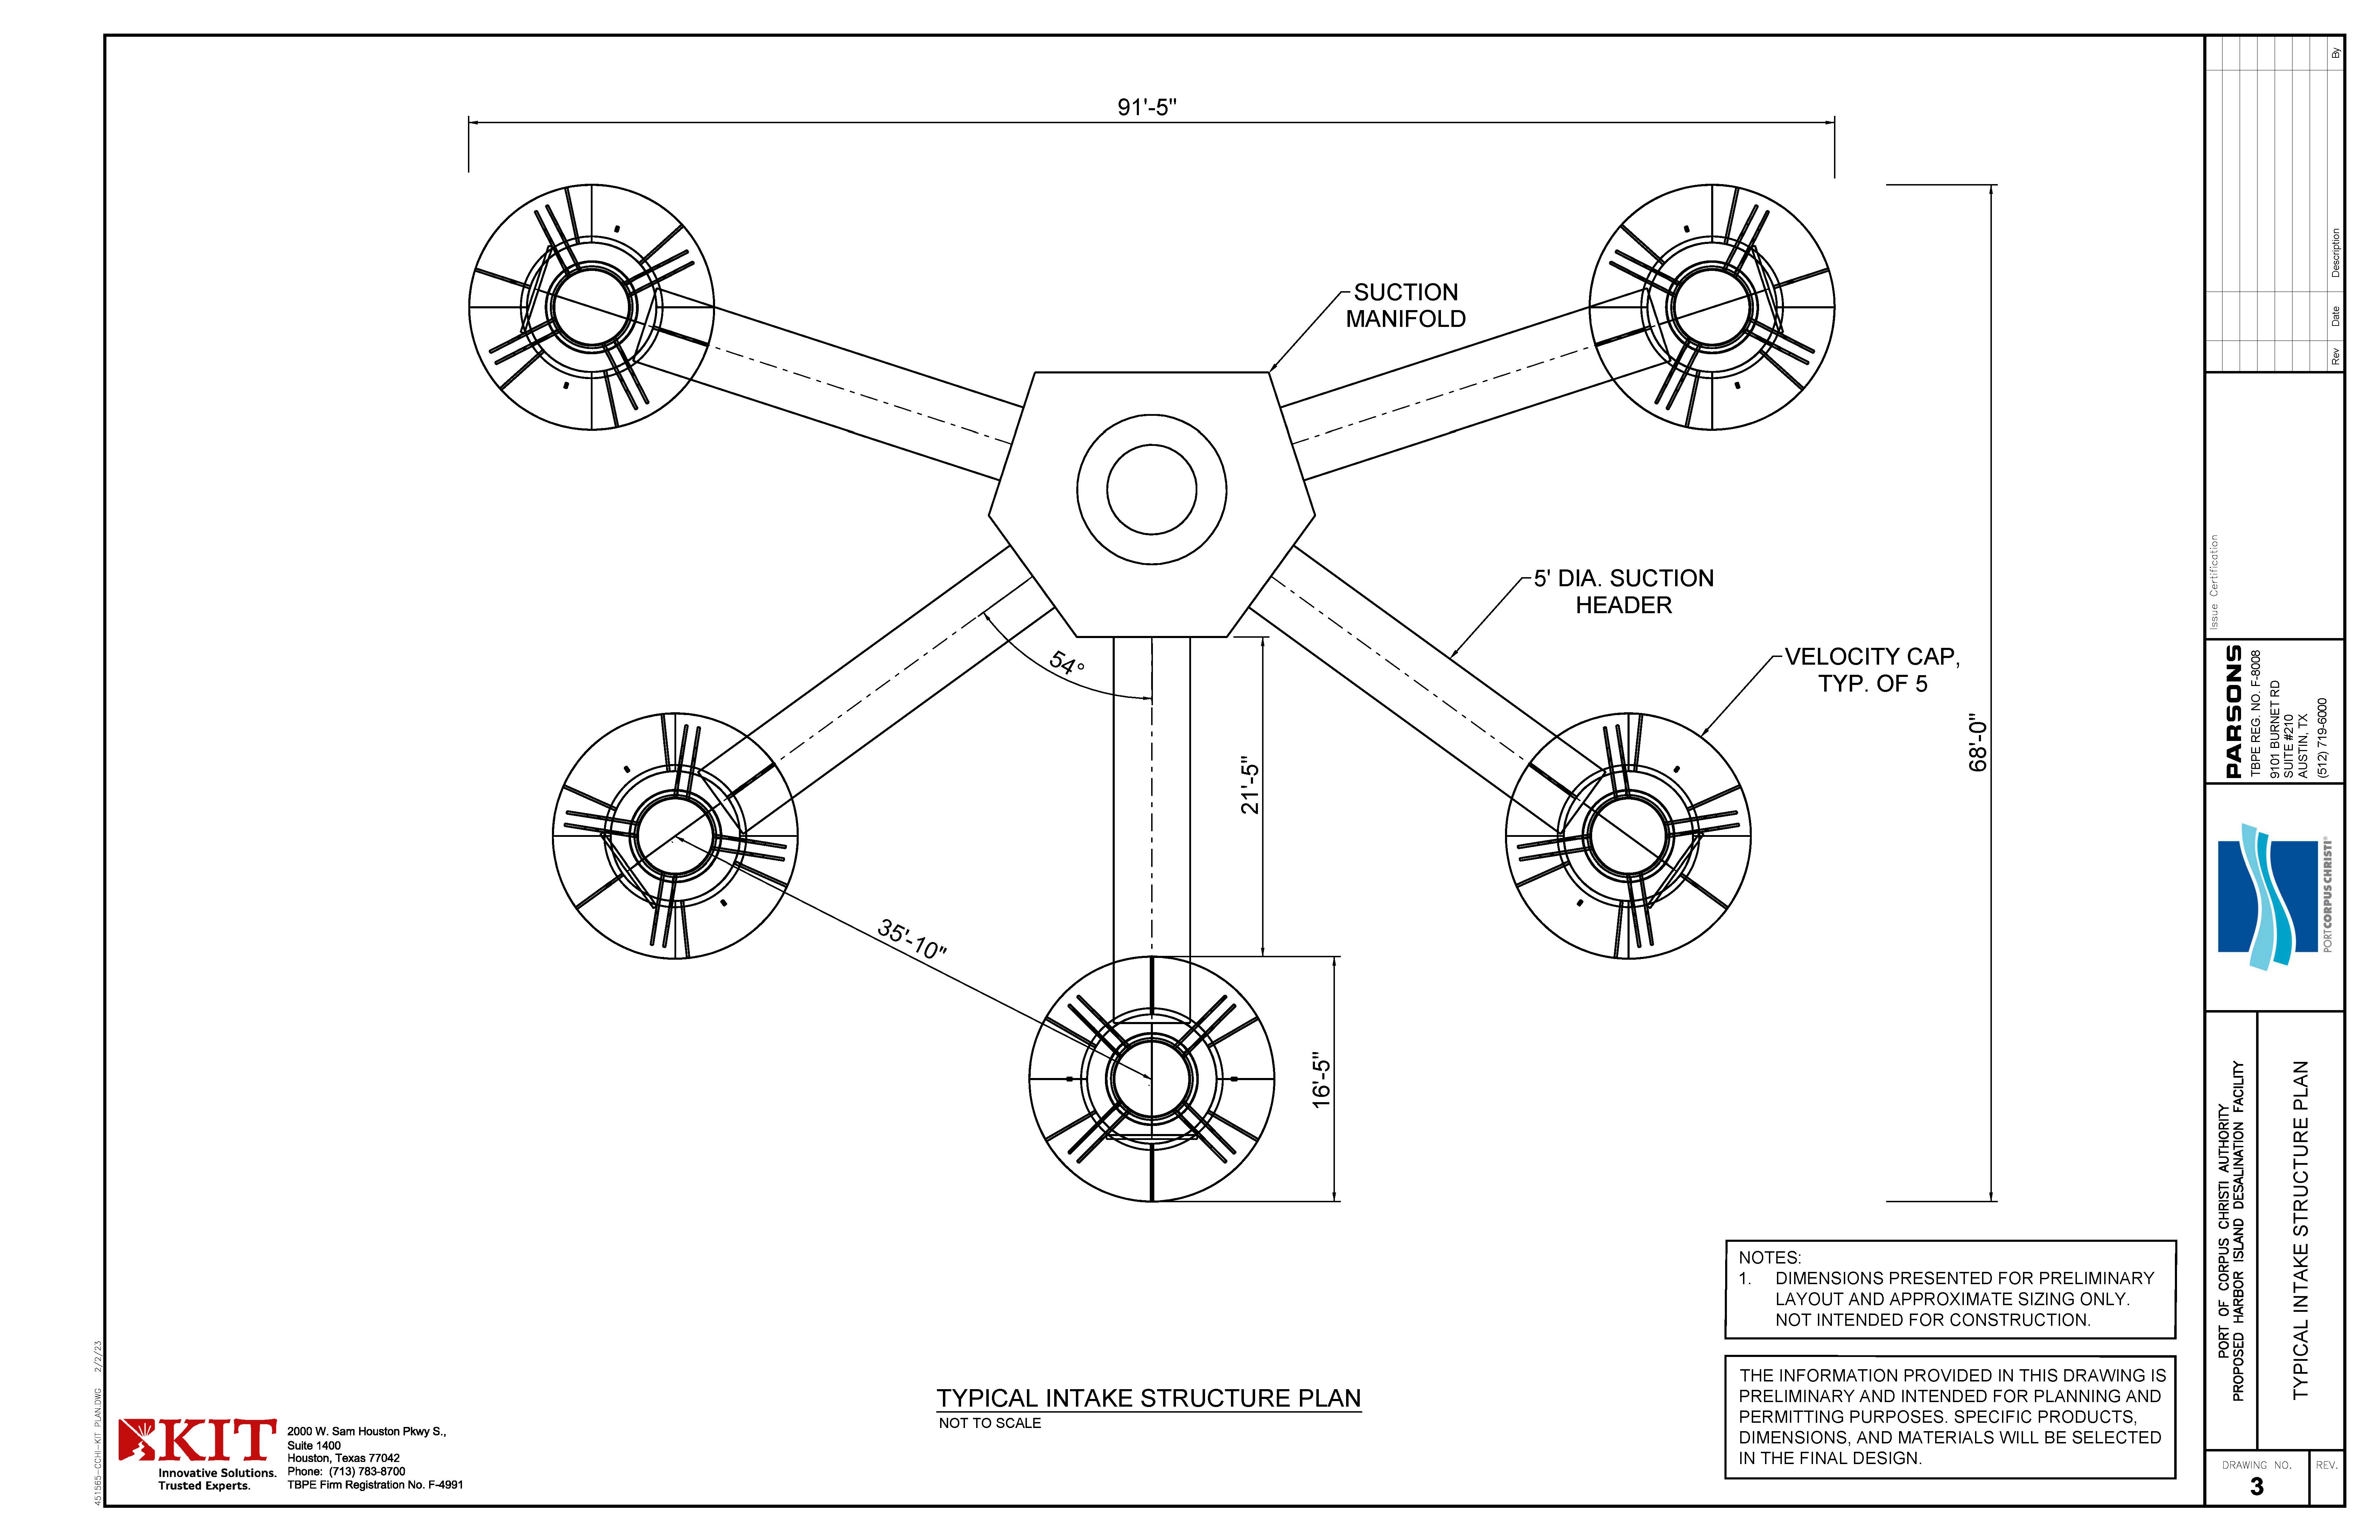 91'-5"
SUCTION
MANIFOLD
5' DIA. SUCTION
HEADER
VELOCITY CAP,
TYP. OF 5
54°
21'-5"
68'-0"
35'-10"
16'-5"
NOTES:
1. DIMENSIONS PRESENTED FOR PRELIMINARY
LAYOUT AND APPROXIMATE SIZING ONLY.
NOT INTENDED FOR CONSTRUCTION.
THE INFORMATION PROVIDED IN THIS DRAWING IS
PRELIMINARY AND INTENDED FOR PLANNING AND
PERMITTING PURPOSES. SPECIFIC PRODUCTS,
DIMENSIONS, AND MATERIALS WILL BE SELECTED
IN THE FINAL DESIGN.
TYPICAL INTAKE STRUCTURE PLAN
NOT TO SCALE
KIT
Innovative Solutions.
Trusted Experts.
2000 W. Sam Houston Pkwy S.,
Suite 1400
Houston, Texas 77042
Phone: (713) 783-8700
TBPE Firm Registration No. F-4991
451565-CCHI-KIT PLAN.DWG 2/2/23
Rev Date Description By
Issue Certification
PARSONS
TBPE REG. NO. F-8008
9101 BURNET RD
SUITE #210
AUSTIN, TX
(512) 719-6000
PORTCORPUSCHRISTI®
PORT OF CORPUS CHRISTI AUTHORITY
PROPOSED HARBOR ISLAND DESALINATION FACILITY
TYPICAL INTAKE STRUCTURE PLAN
DRAWING NO. REV.
3